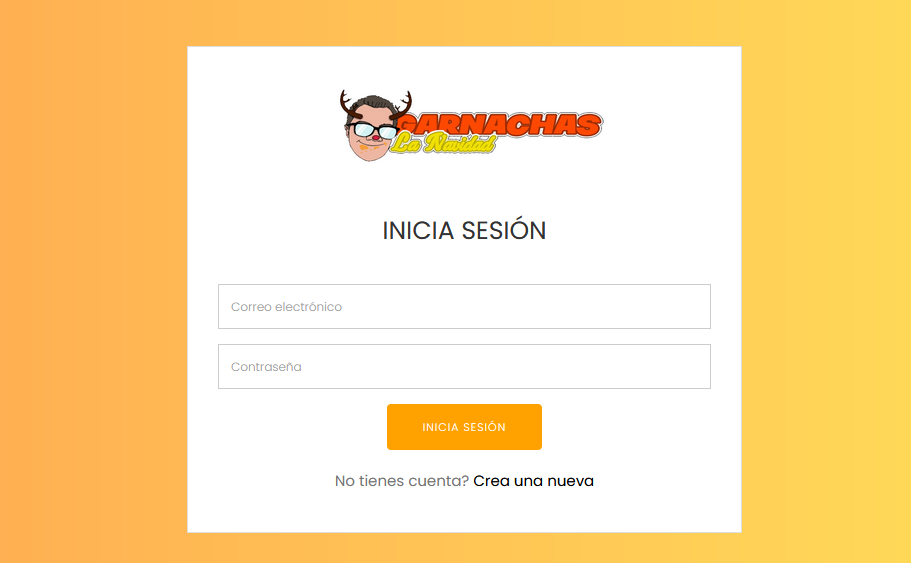 GARNACHAS
La Navidad
INICIA SESIÓN
Correo electrónico
Contraseña
INICIA SESIÓN
No tienes cuenta? Crea una nueva